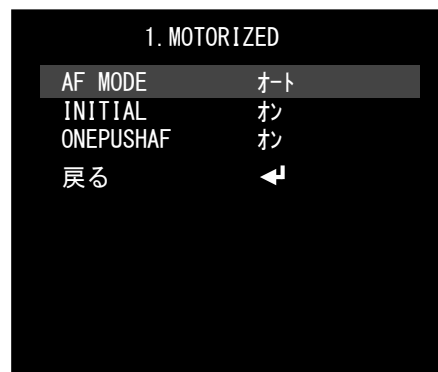 1.MOTORIZED
AF MODE ｵｰﾄ
INITIAL ｵﾝ
ONEPUSHAF ｵﾝ
戻る ↵